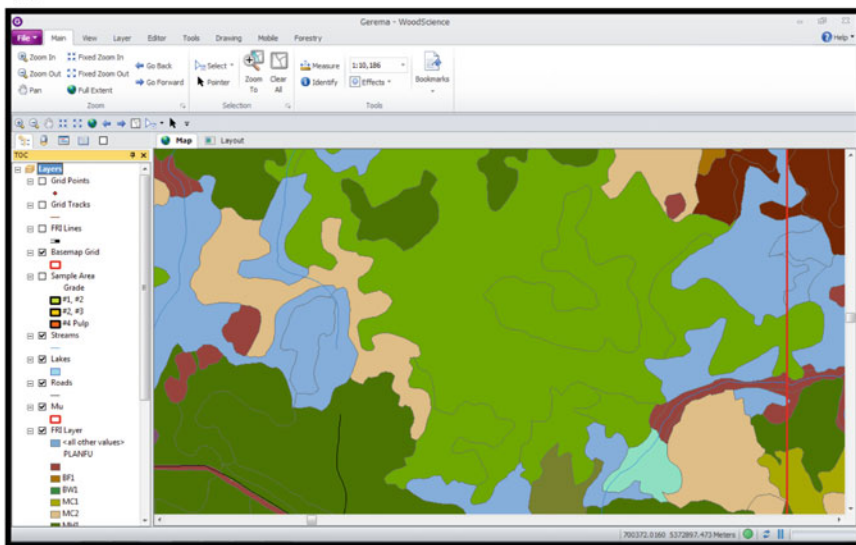 Gerema - WoodScience
File Main View Layer Editor Tools Drawing Mobile Forestry Help
Zoom In Fixed Zoom In Go Back Select Zoom To Clear All Measure 1:10,186 Bookmarks
Zoom Out Fixed Zoom Out Go Forward Pointer Identify Effects
Pan Full Extent
Zoom Selection Tools
Map Layout
TOC
Layers
Grid Points
Grid Tracks
FRI Lines
Basemap Grid
Sample Area
Grade
#1, #2
#2, #3
#4 Pulp
Streams
Lakes
Roads
Mu
FRI Layer
<all other values>
PLANFU
BF1
BW1
MC1
MC2
700372.0160 5372897.473 Meters